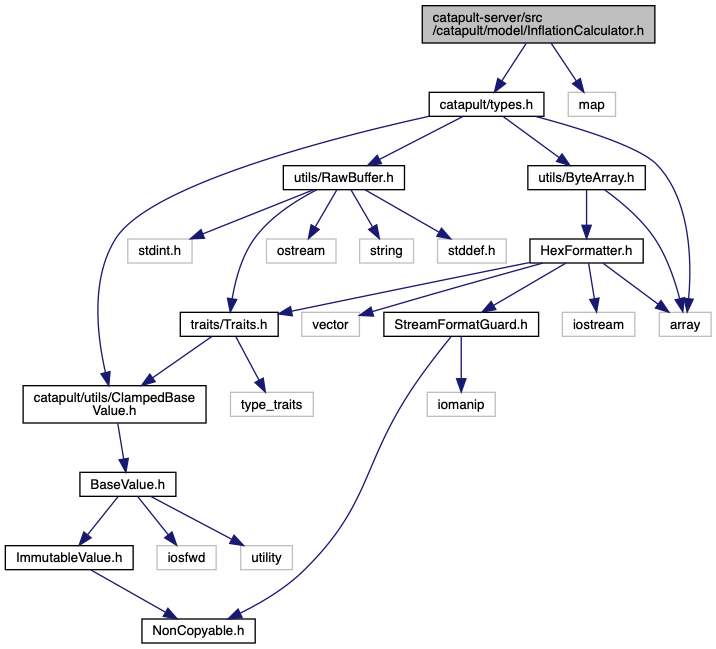 catapult-server/src
/catapult/model/InflationCalculator.h
catapult/types.h
map
utils/RawBuffer.h
utils/ByteArray.h
stdint.h
ostream
string
stddef.h
HexFormatter.h
traits/Traits.h
vector
StreamFormatGuard.h
iostream
array
catapult/utils/ClampedBase
Value.h
type_traits
iomanip
BaseValue.h
ImmutableValue.h
iosfwd
utility
NonCopyable.h